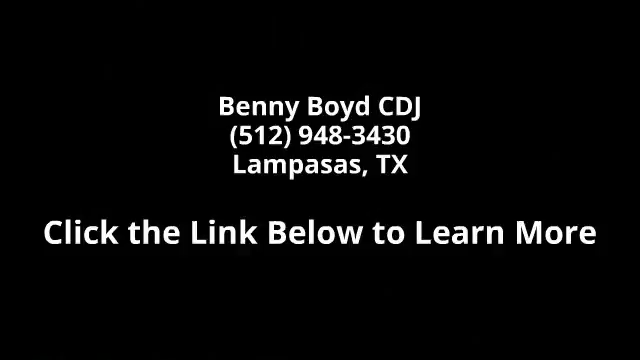 Benny Boyd CDJ
(512) 948-3430
Lampasas, TX
Click the Link Below to Learn More